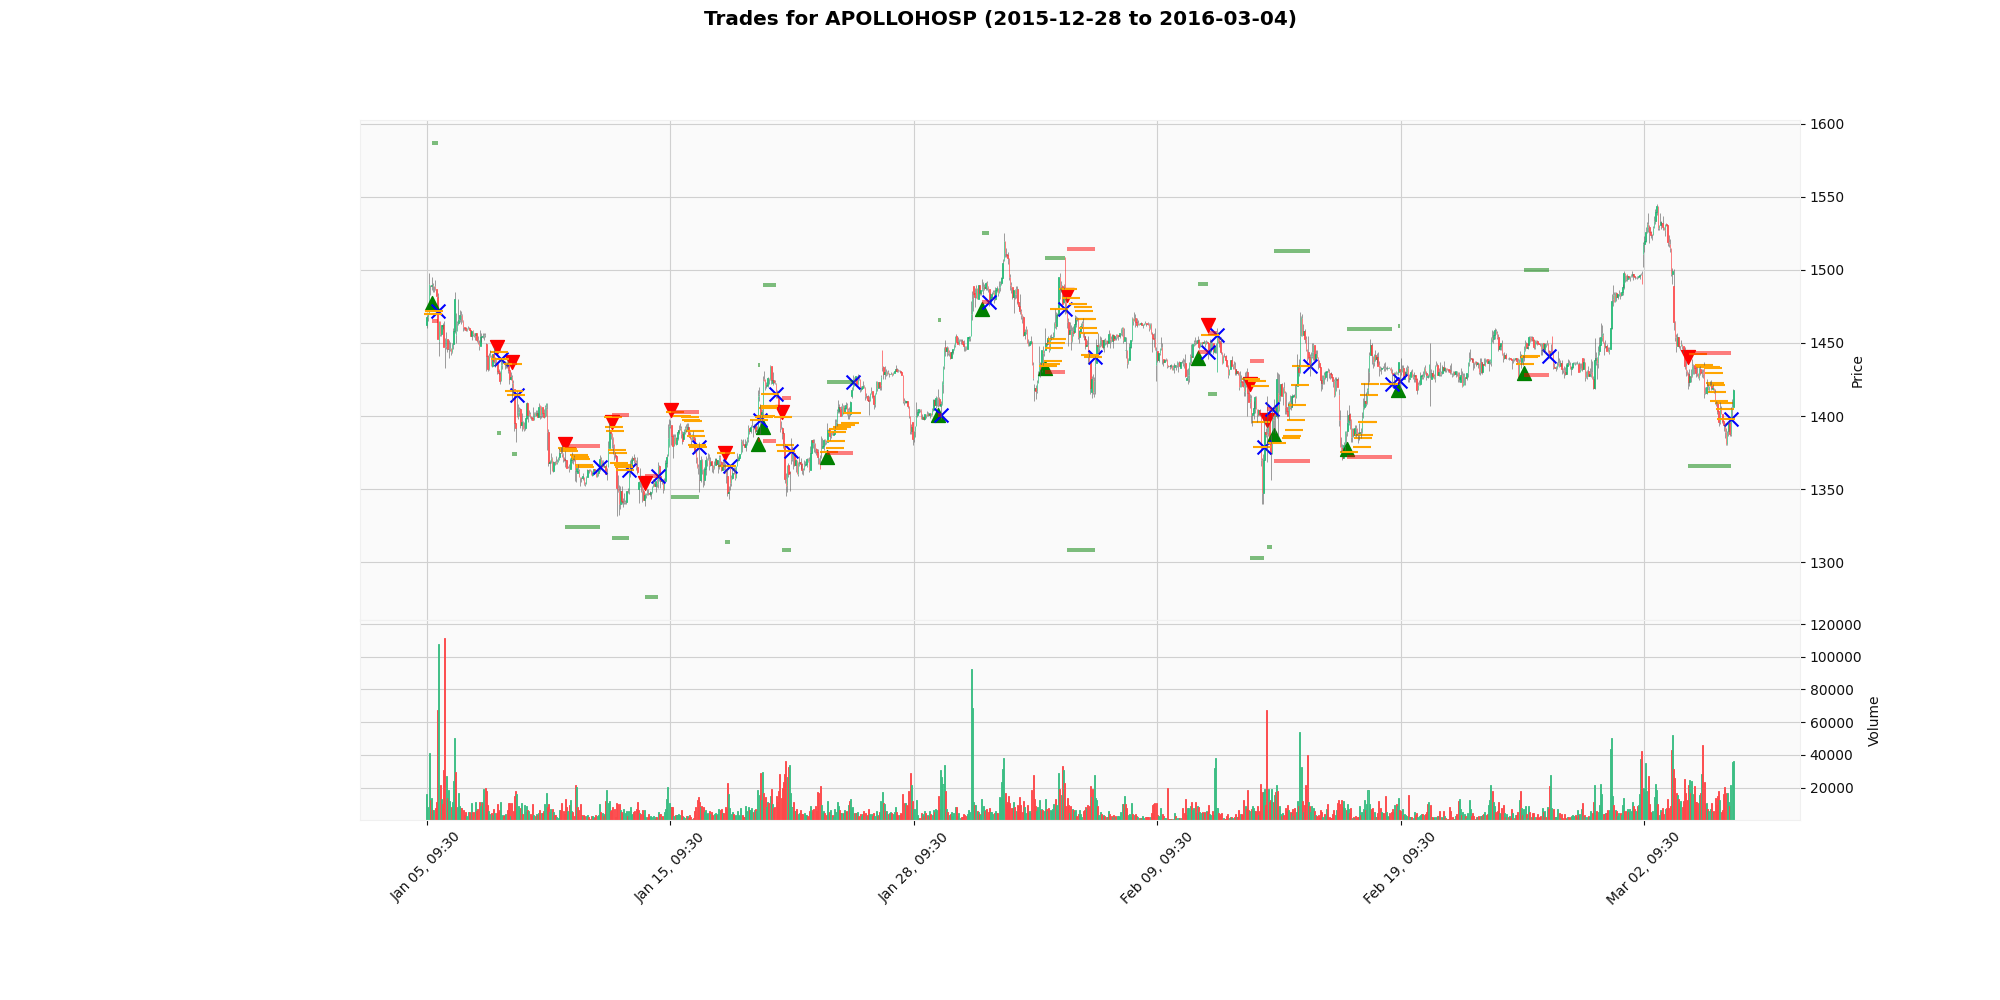 Trades for APOLLOHOSP (2015-12-28 to 2016-03-04)
1600
1550
1500
1450
1400
1350
1300
Price
120000
100000
80000
60000
40000
20000
Volume
Jan 05, 09:30
Jan 15, 09:30
Jan 28, 09:30
Feb 09, 09:30
Feb 19, 09:30
Mar 02, 09:30